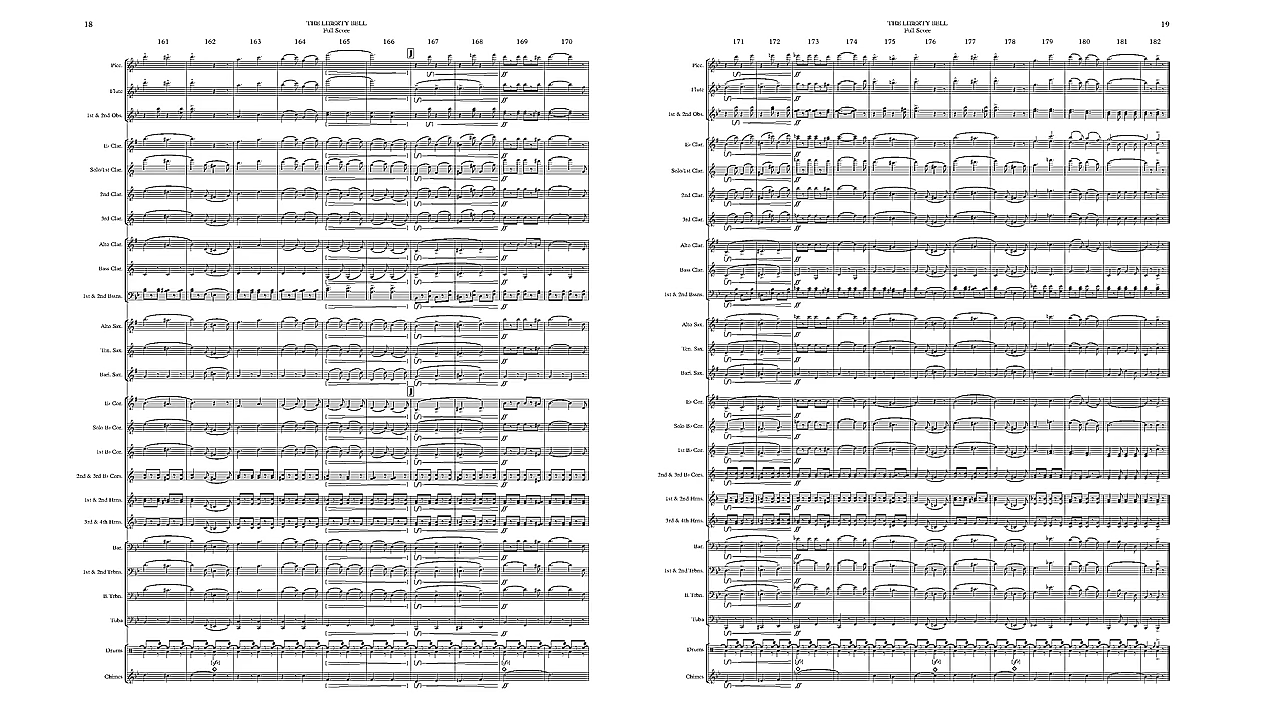 18
THE LIBERTY BELL
Full Score
161 162 163 164 165 166 167 168 169 170
J
Picc.
Flute
1st & 2nd Obs.
E♭ Clar.
Solo/1st Clar.
2nd Clar.
3rd Clar.
Alto Clar.
Bass Clar.
1st & 2nd Bsns.
Alto Sax.
Ten. Sax.
Bari. Sax.
J
E♭ Cor.
Solo B♭ Cor.
1st B♭ Cor.
2nd & 3rd B♭ Cors.
1st & 2nd Hrns.
3rd & 4th Hrns.
Bar.
1st & 2nd Trbns.
B. Trbn.
Tuba
Drums
Chimes
19
THE LIBERTY BELL
Full Score
171 172 173 174 175 176 177 178 179 180 181 182
Picc.
Flute
1st & 2nd Obs.
E♭ Clar.
Solo/1st Clar.
2nd Clar.
3rd Clar.
Alto Clar.
Bass Clar.
1st & 2nd Bsns.
Alto Sax.
Ten. Sax.
Bari. Sax.
E♭ Cor.
Solo B♭ Cor.
1st B♭ Cor.
2nd & 3rd B♭ Cors.
1st & 2nd Hrns.
3rd & 4th Hrns.
Bar.
1st & 2nd Trbns.
B. Trbn.
Tuba
Drums
Chimes